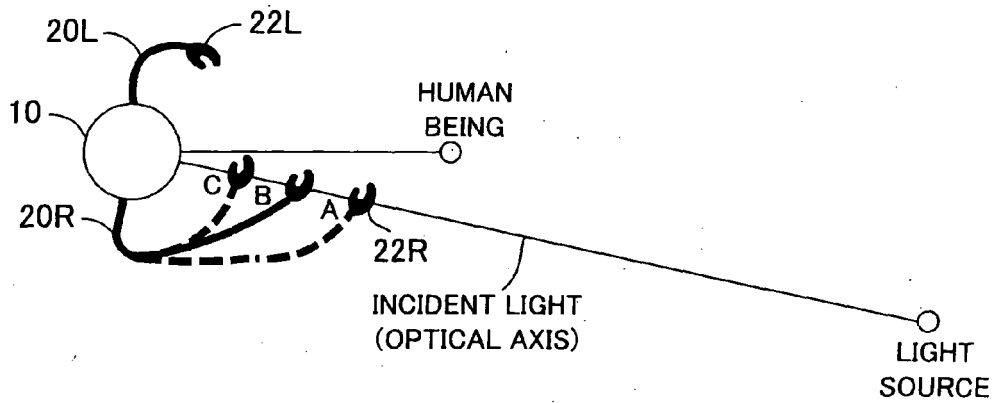 20L
22L
10
HUMAN
BEING
C
B
A
20R
22R
INCIDENT LIGHT
(OPTICAL AXIS)
LIGHT
SOURCE